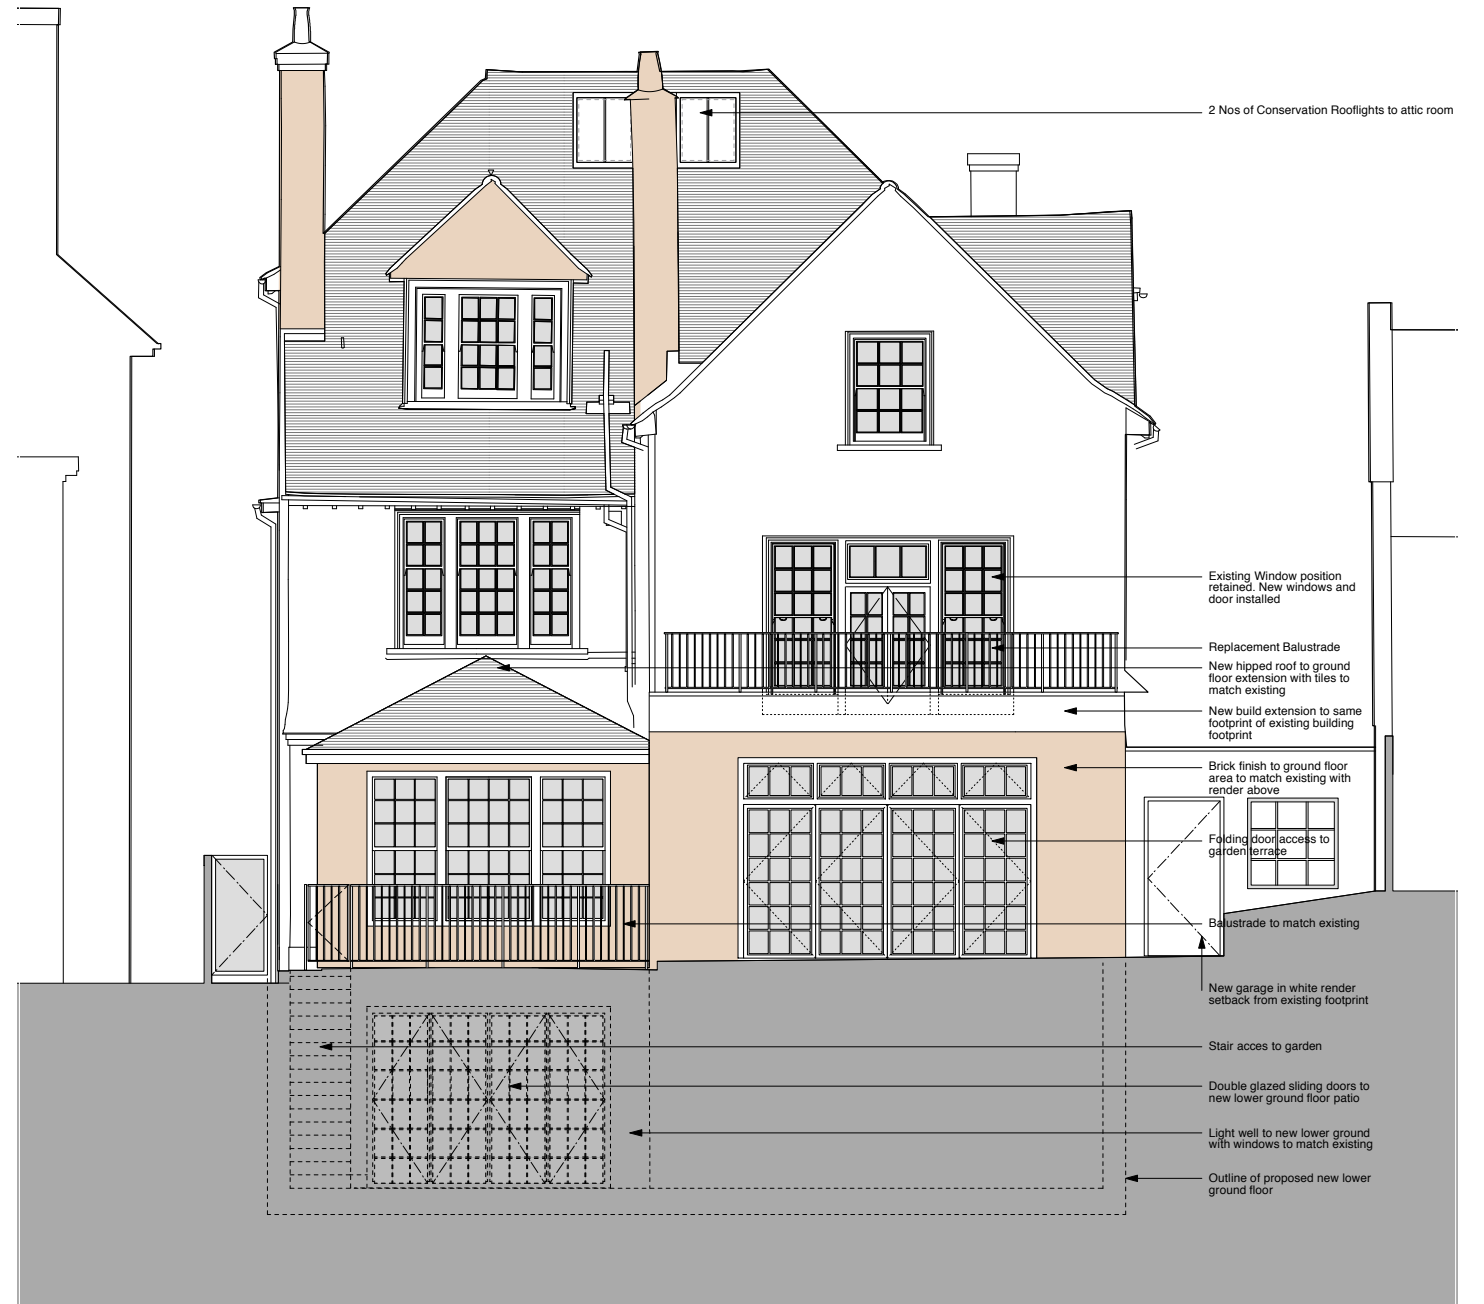 2 Nos of Conservation Rooflights to attic room
Existing Window position
retained. New windows and
door installed
Replacement Balustrade
New hipped roof to ground
floor extension with tiles to
match existing
New build extension to same
footprint of existing building
footprint
Brick finish to ground floor
area to match existing with
render above
Folding door access to
garden terrace
Balustrade to match existing
New garage in white render
setback from existing footprint
Stair acces to garden
Double glazed sliding doors to
new lower ground floor patio
Light well to new lower ground
with windows to match existing
Outline of proposed new lower
ground floor